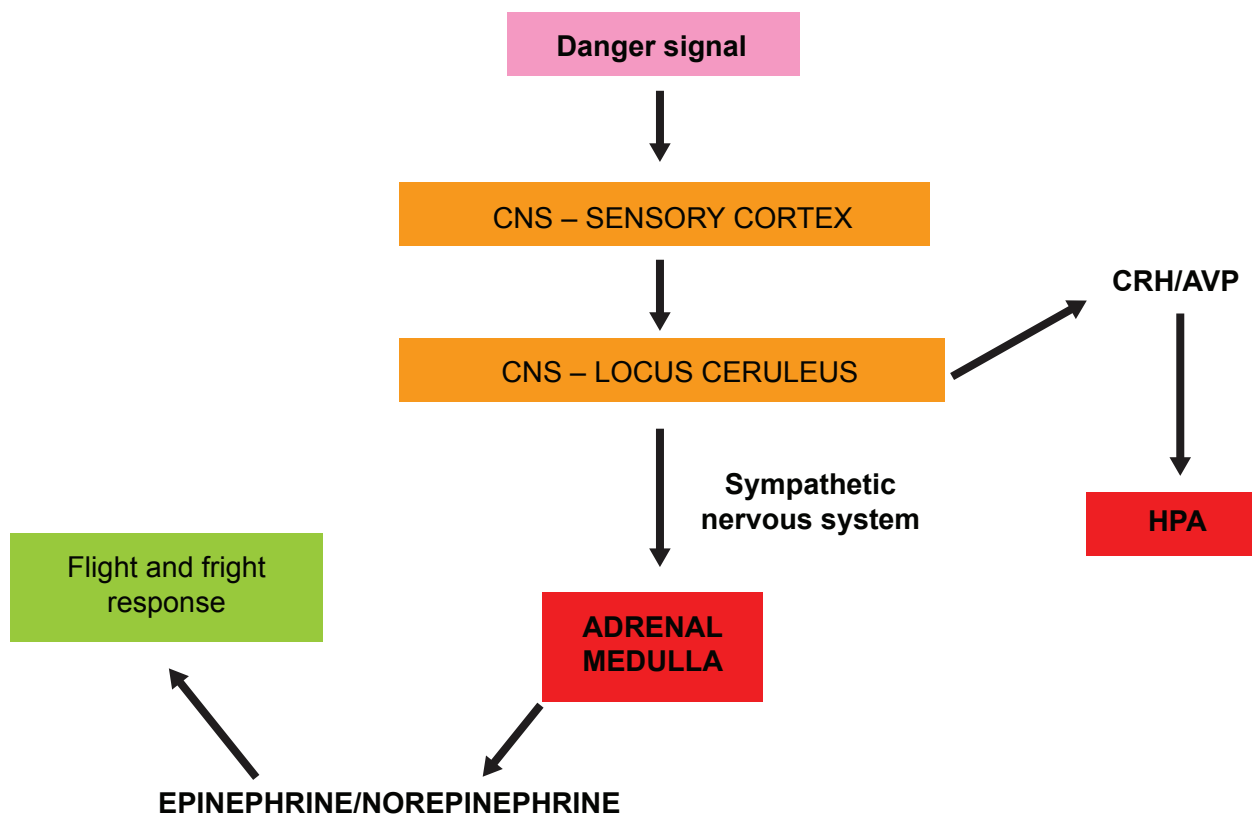 Danger signal
CNS – SENSORY CORTEX
CRH/AVP
CNS – LOCUS CERULEUS
Sympathetic
nervous system
HPA
Flight and fright
response
ADRENAL
MEDULLA
EPINEPHRINE/NOREPINEPHRINE